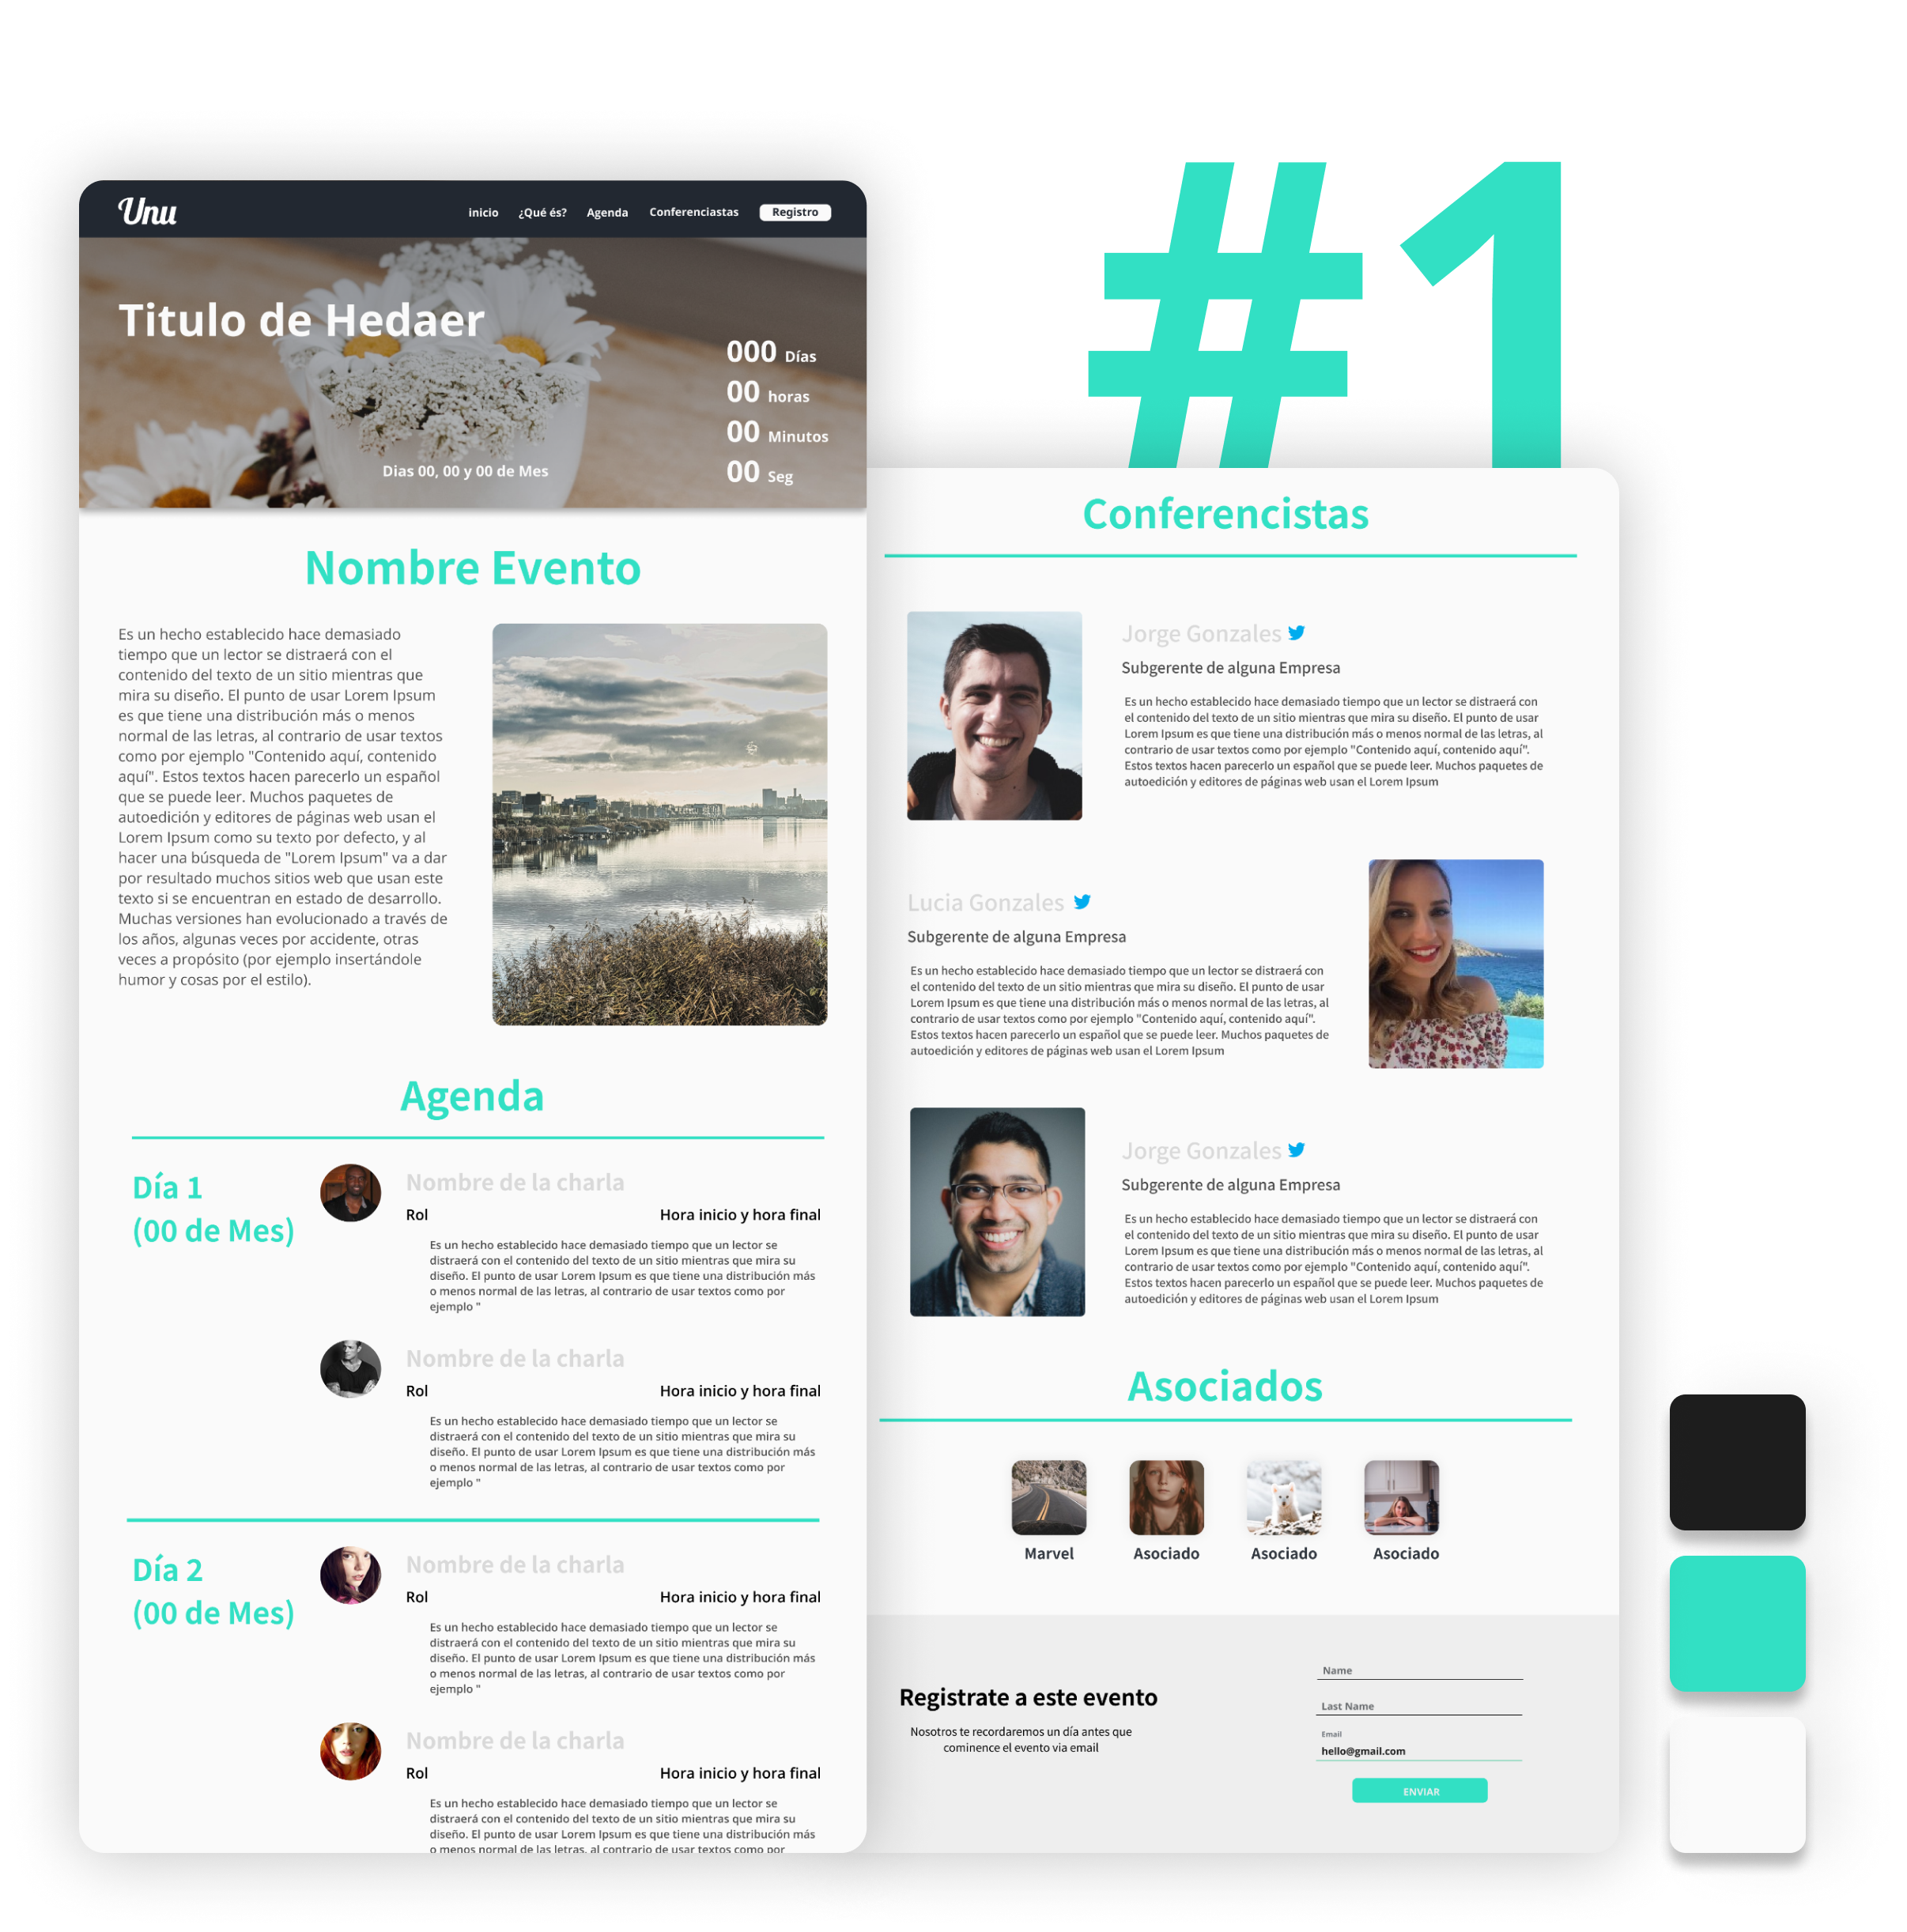 #1
Unu
inicio ¿Qué és? Agenda Conferenciastas Registro
Titulo de Hedaer
000 Días
00 horas
00 Minutos
00 Seg
Dias 00, 00 y 00 de Mes
Nombre Evento
Es un hecho establecido hace demasiado
tiempo que un lector se distraerá con el
contenido del texto de un sitio mientras que
mira su diseño. El punto de usar Lorem Ipsum
es que tiene una distribución más o menos
normal de las letras, al contrario de usar textos
como por ejemplo "Contenido aquí, contenido
aquí". Estos textos hacen parecerlo un español
que se puede leer. Muchos paquetes de
autoedición y editores de páginas web usan el
Lorem Ipsum como su texto por defecto, y al
hacer una búsqueda de "Lorem Ipsum" va a dar
por resultado muchos sitios web que usan este
texto si se encuentran en estado de desarrollo.
Muchas versiones han evolucionado a través de
los años, algunas veces por accidente, otras
veces a propósito (por ejemplo insertándole
humor y cosas por el estilo).
Agenda
Día 1
(00 de Mes)
Nombre de la charla
Rol Hora inicio y hora final
Es un hecho establecido hace demasiado tiempo que un lector se
distraerá con el contenido del texto de un sitio mientras que mira su
diseño. El punto de usar Lorem Ipsum es que tiene una distribución más
o menos normal de las letras, al contrario de usar textos como por
ejemplo "
Nombre de la charla
Rol Hora inicio y hora final
Es un hecho establecido hace demasiado tiempo que un lector se
distraerá con el contenido del texto de un sitio mientras que mira su
diseño. El punto de usar Lorem Ipsum es que tiene una distribución más
o menos normal de las letras, al contrario de usar textos como por
ejemplo "
Día 2
(00 de Mes)
Nombre de la charla
Rol Hora inicio y hora final
Es un hecho establecido hace demasiado tiempo que un lector se
distraerá con el contenido del texto de un sitio mientras que mira su
diseño. El punto de usar Lorem Ipsum es que tiene una distribución más
o menos normal de las letras, al contrario de usar textos como por
ejemplo "
Nombre de la charla
Rol Hora inicio y hora final
Es un hecho establecido hace demasiado tiempo que un lector se
distraerá con el contenido del texto de un sitio mientras que mira su
diseño. El punto de usar Lorem Ipsum es que tiene una distribución más
o menos normal de las letras, al contrario de usar textos como por
Conferencistas
Jorge Gonzales
Subgerente de alguna Empresa
Es un hecho establecido hace demasiado tiempo que un lector se distraerá con
el contenido del texto de un sitio mientras que mira su diseño. El punto de usar
Lorem Ipsum es que tiene una distribución más o menos normal de las letras, al
contrario de usar textos como por ejemplo "Contenido aquí, contenido aquí".
Estos textos hacen parecerlo un español que se puede leer. Muchos paquetes de
autoedición y editores de páginas web usan el Lorem Ipsum
Lucia Gonzales
Subgerente de alguna Empresa
Es un hecho establecido hace demasiado tiempo que un lector se distraerá con
el contenido del texto de un sitio mientras que mira su diseño. El punto de usar
Lorem Ipsum es que tiene una distribución más o menos normal de las letras, al
contrario de usar textos como por ejemplo "Contenido aquí, contenido aquí".
Estos textos hacen parecerlo un español que se puede leer. Muchos paquetes de
autoedición y editores de páginas web usan el Lorem Ipsum
Jorge Gonzales
Subgerente de alguna Empresa
Es un hecho establecido hace demasiado tiempo que un lector se distraerá con
el contenido del texto de un sitio mientras que mira su diseño. El punto de usar
Lorem Ipsum es que tiene una distribución más o menos normal de las letras, al
contrario de usar textos como por ejemplo "Contenido aquí, contenido aquí".
Estos textos hacen parecerlo un español que se puede leer. Muchos paquetes de
autoedición y editores de páginas web usan el Lorem Ipsum
Asociados
Marvel Asociado Asociado Asociado
Registrate a este evento
Nosotros te recordaremos un día antes que
cominence el evento via email
Name
Last Name
Email
hello@gmail.com
ENVIAR